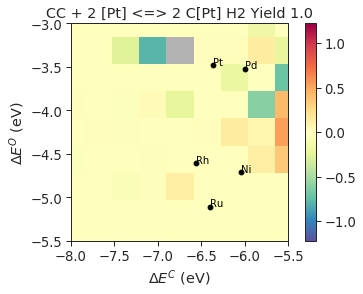 CC + 2 [Pt] <=> 2 C[Pt] H2 Yield 1.0
−3.0
−3.5
−4.0
−4.5
−5.0
−5.5
ΔE^O (eV)
Pt
Pd
Rh
Ni
Ru
−8.0 −7.5 −7.0 −6.5 −6.0 −5.5
ΔE^C (eV)
1.0
0.5
0.0
−0.5
−1.0